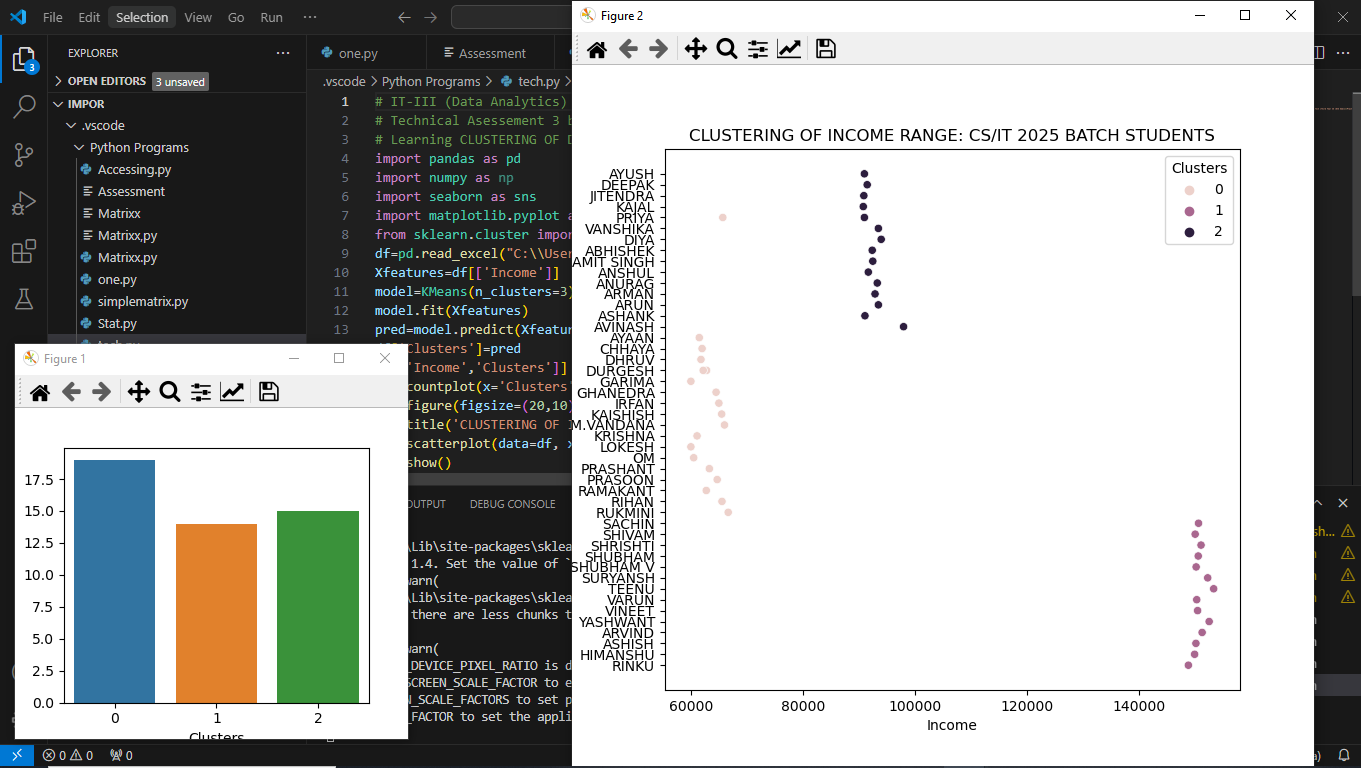 File Edit Selection View Go Run ···
EXPLORER ···
OPEN EDITORS 3 unsaved
IMPOR
.vscode
Python Programs
Accessing.py
Assessment
Matrixx
Matrixx,py
Matrixx.py
one.py
simplematrix.py
Stat.py
tech.py
3
one.py
Assessment
.vscode > Python Programs > tech.py >
1 # IT-III (Data Analytics)
2 # Technical Asessement 3
3 # Learning CLUSTERING OF
4 import pandas as pd
5 import numpy as np
6 import seaborn as sns
7 import matplotlib.pyplot
8 from sklearn.cluster
9 df=pd.read_excel("C:\\
10 Xfeatures=df[['Income']]
11 model=KMeans(n_clusters=3)
12 model.fit(Xfeatures)
13 pred=model.predict(
Clusters']=pred
'Income','Clusters']]
countplot(x='Clusters'
figure(figsize=(20,10)
title('CLUSTERING OF
scatterplot(data=df,
show()
OUTPUT DEBUG CONSOLE
\Lib\site-packages\
1.4. Set the value of
warn(
\Lib\site-packages\
there are less chunks
warn(
_DEVICE_PIXEL_RATIO is
SCREEN_SCALE_FACTOR to
_SCALE_FACTORS to set
_FACTOR to set the
0 0 0
Figure 1
17.5
15.0
12.5
10.0
7.5
5.0
2.5
0.0
0 1 2
Clusters
Figure 2
CLUSTERING OF INCOME RANGE: CS/IT 2025 BATCH STUDENTS
Clusters
0
1
2
AYUSH
DEEPAK
JITENDRA
KAJAL
PRIYA
VANSHIKA
DIYA
ABHISHEK
AMIT SINGH
ANSHUL
ANURAG
ARMAN
ARUN
ASHANK
AVINASH
AYAAN
CHHAYA
DHRUV
DURGESH
GARIMA
GHANEDRA
IRFAN
KAISHISH
M.VANDANA
KRISHNA
LOKESH
OM
PRASHANT
PRASOON
RAMAKANT
RIHAN
RUKMINI
SACHIN
SHIVAM
SHRISHTI
SHUBHAM
SHUBHAM V
SURYANSH
TEENU
VARUN
VINEET
YASHWANT
ARVIND
ASHISH
HIMANSHU
RINKU
60000 80000 100000 120000 140000
Income